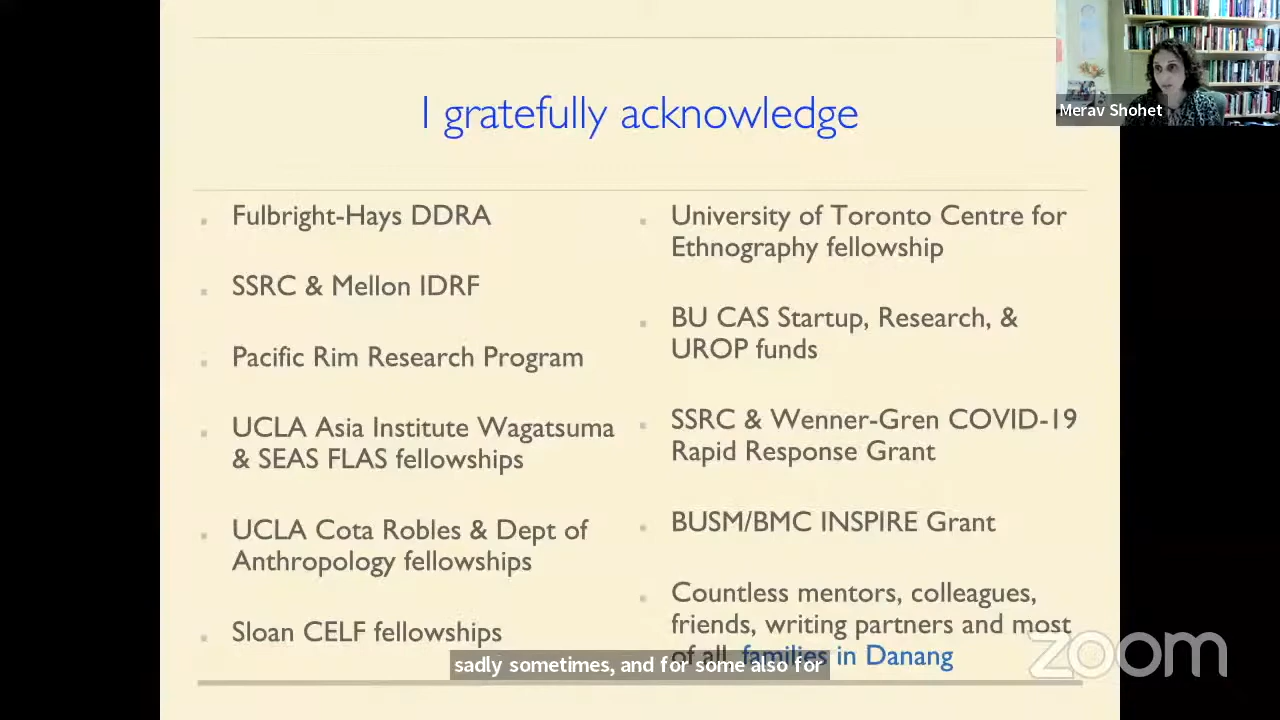 Merav Shohet
I gratefully acknowledge
Fulbright-Hays DDRA
SSRC & Mellon IDRF
Pacific Rim Research Program
UCLA Asia Institute Wagatsuma
& SEAS FLAS fellowships
UCLA Cota Robles & Dept of
Anthropology fellowships
Sloan CELF fellowships
University of Toronto Centre for
Ethnography fellowship
BU CAS Startup, Research, &
UROP funds
SSRC & Wenner-Gren COVID-19
Rapid Response Grant
BUSM/BMC INSPIRE Grant
Countless mentors, colleagues,
friends, writing partners and most
of all, families in Danang
sadly sometimes, and for some also for
zoom